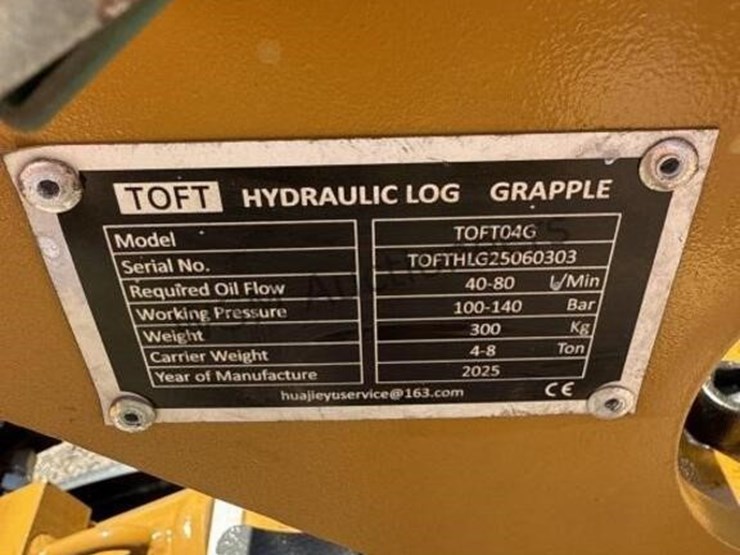 TOFT HYDRAULIC LOG GRAPPLE
Model TOFT04G
Serial No. TOFTHLG25060303
Required Oil Flow 40-80 L/Min
Working Pressure 100-140 Bar
Weight 300 Kg
Carrier Weight 4-8 Ton
Year of Manufacture 2025
huajieyuservice@163.com CE